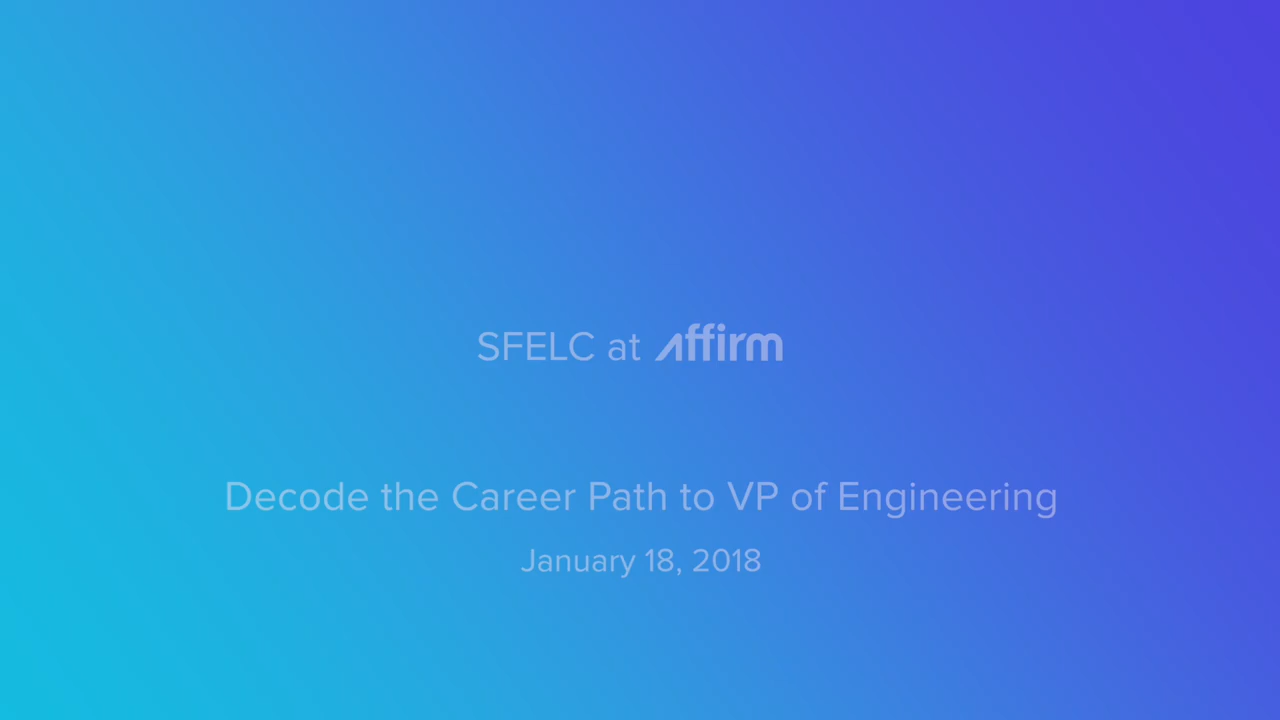 SFELC at Affirm
Decode the Career Path to VP of Engineering
January 18, 2018